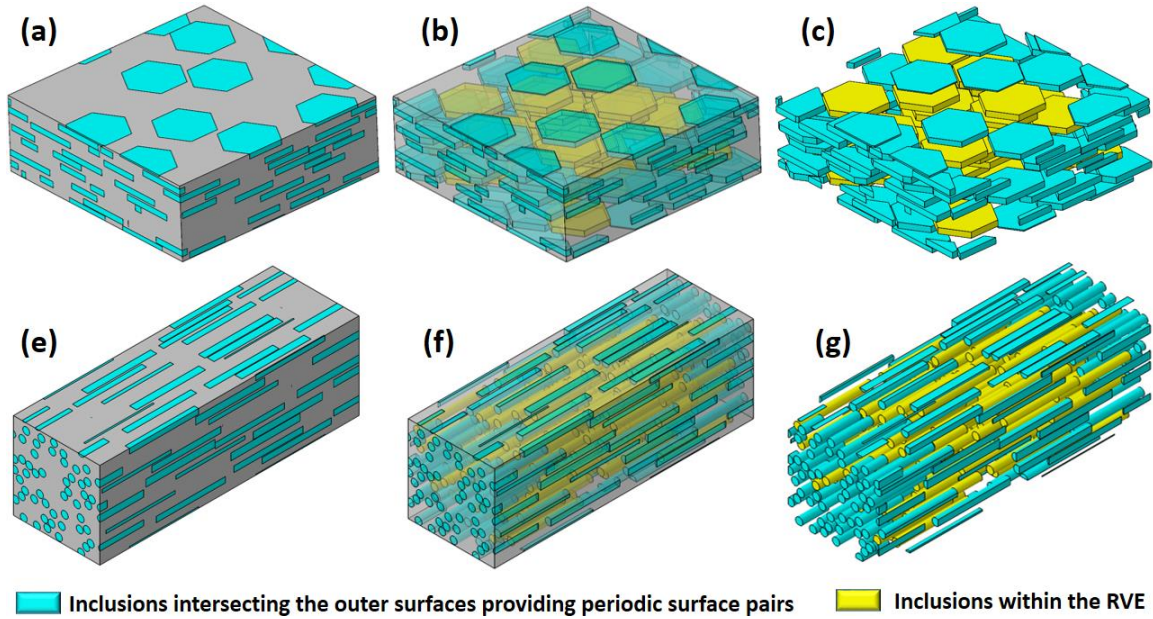 (a)
(b)
(c)
(e)
(f)
(g)
Inclusions intersecting the outer surfaces providing periodic surface pairs
Inclusions within the RVE